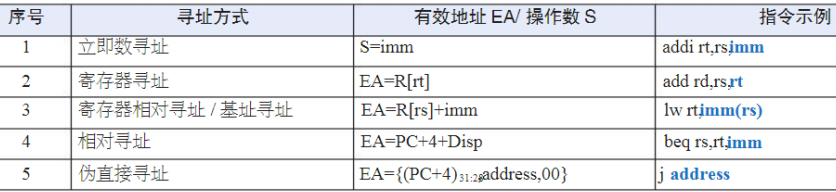 序号 寻址方式 有效地址 EA/ 操作数 S 指令示例
1 立即数寻址 S=imm addi rt,rs,imm
2 寄存器寻址 EA=R[rt] add rd,rs,rt
3 寄存器相对寻址 / 基址寻址 EA=R[rs]+imm lw rt,imm(rs)
4 相对寻址 EA=PC+4+Disp beq rs,rt,imm
5 伪直接寻址 EA={(PC+4)31:28,address,00} j address